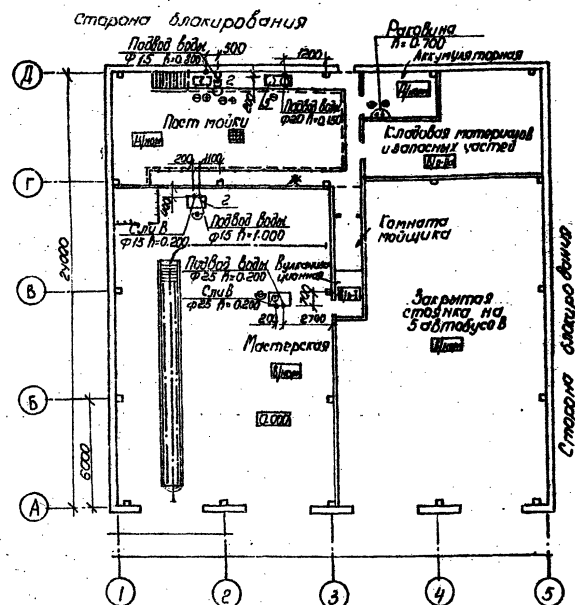 Сторона блокирования
Подвод воды
Ф15 h=0.800
500
1200
Раковина
h=0.700
Аккумуляторная
Д
2
5
Подвод воды
Ф20 h=0.150
Пост мойки
Кладовая материалов
и запасных частей
Г
200
1100
2
Слив
Ф15 h=0.200
Подвод воды
Ф15 h=1.000
Комната
мойщика
24000
Подвод воды
Ф25 h=0.200
Слив
Ф25 h=0.200
200
2700
В
Закрытая
стоянка на
5 автобусов
Мастерская
Сторона блокирования
0.000
Б
6000
А
1
2
3
4
5